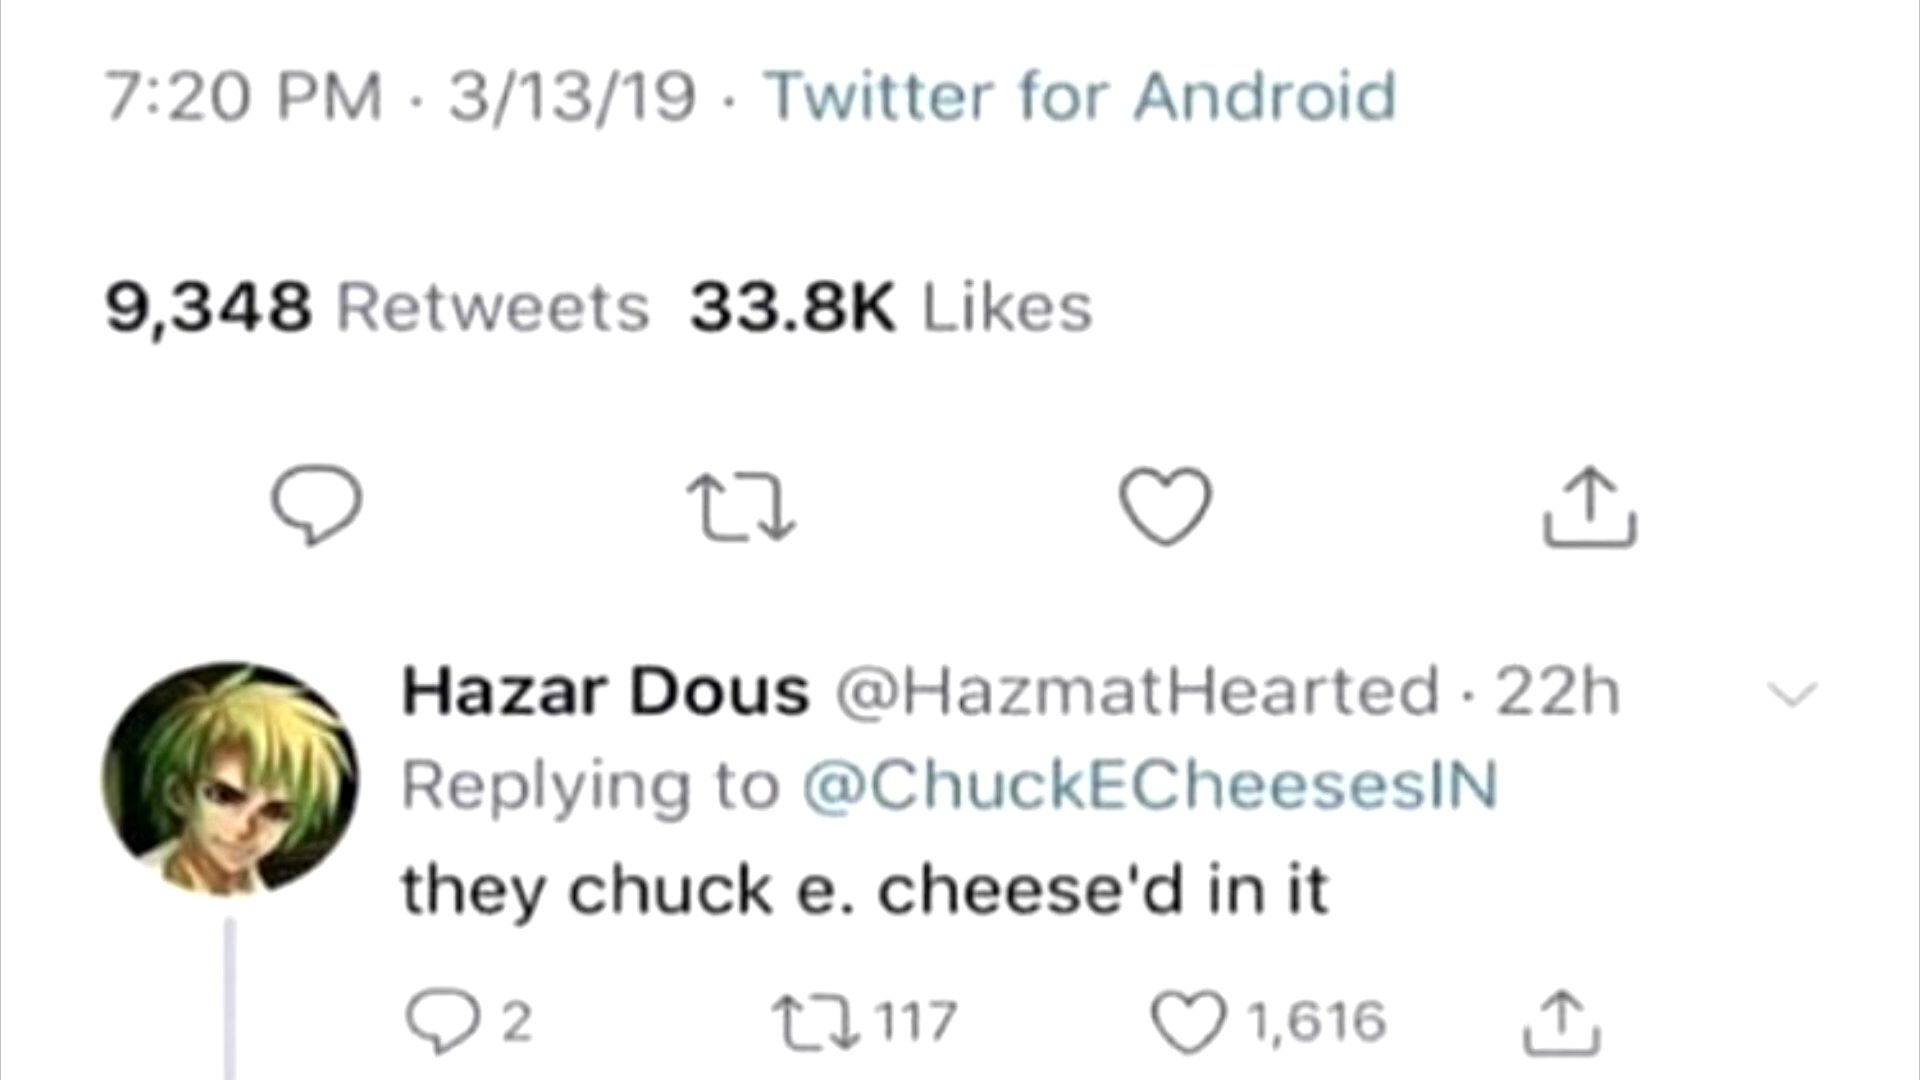 7:20 PM · 3/13/19 · Twitter for Android
9,348 Retweets 33.8K Likes
Hazar Dous @HazmatHearted · 22h
Replying to @ChuckECheesesIN
they chuck e. cheese'd in it
2 117 1,616